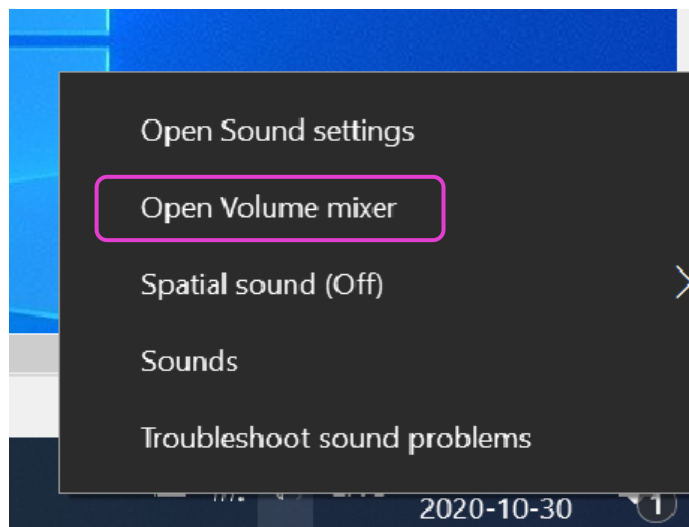 Open Sound settings
Open Volume mixer
Spatial sound (Off)
Sounds
Troubleshoot sound problems
2020-10-30
1